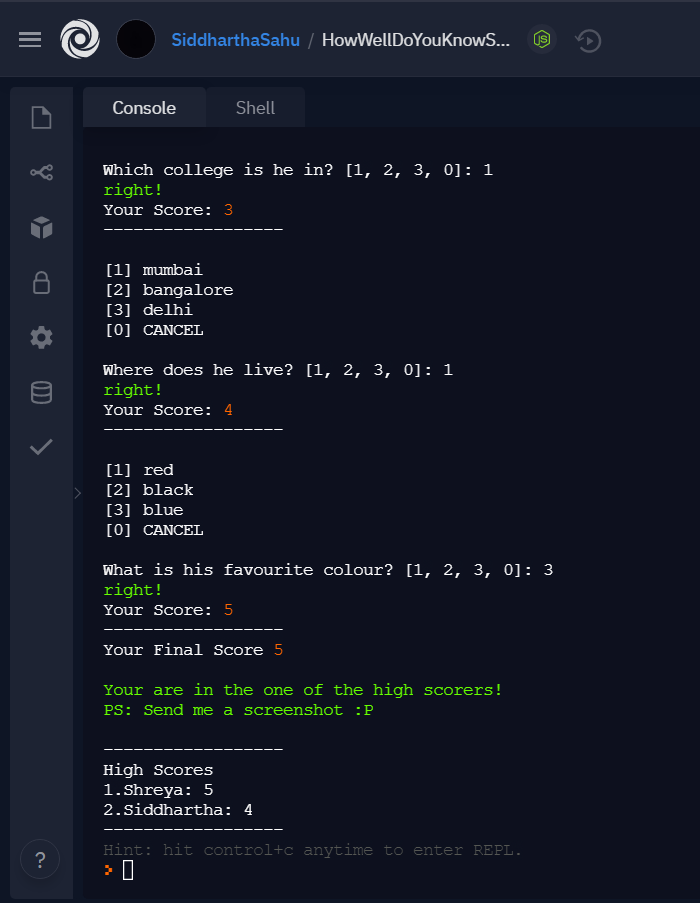 SiddharthaSahu / HowWellDoYouKnowS...
Console Shell
Which college is he in? [1, 2, 3, 0]: 1
right!
Your Score: 3
------------------
[1] mumbai
[2] bangalore
[3] delhi
[0] CANCEL
Where does he live? [1, 2, 3, 0]: 1
right!
Your Score: 4
------------------
[1] red
[2] black
[3] blue
[0] CANCEL
What is his favourite colour? [1, 2, 3, 0]: 3
right!
Your Score: 5
------------------
Your Final Score 5
Your are in the one of the high scorers!
PS: Send me a screenshot :P
------------------
High Scores
1.Shreya: 5
2.Siddhartha: 4
------------------
Hint: hit control+c anytime to enter REPL.
>
?